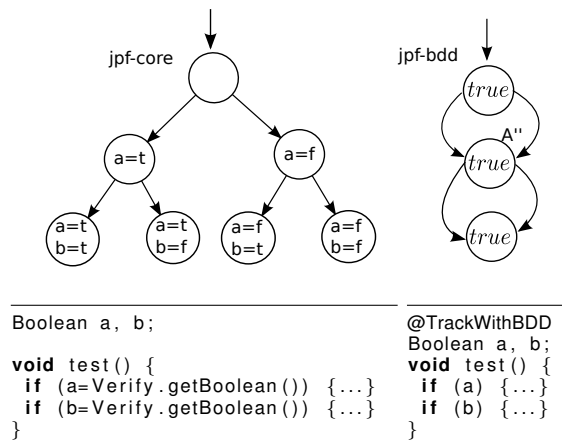 jpf-core
jpf-bdd
true
A''
a=t
a=f
true
a=t
b=t
a=t
b=f
a=f
b=t
a=f
b=f
true
Boolean a, b;
void test() {
if (a=Verify.getBoolean()) {...}
if (b=Verify.getBoolean()) {...}
}
@TrackWithBDD
Boolean a, b;
void test() {
if (a) {...}
if (b) {...}
}